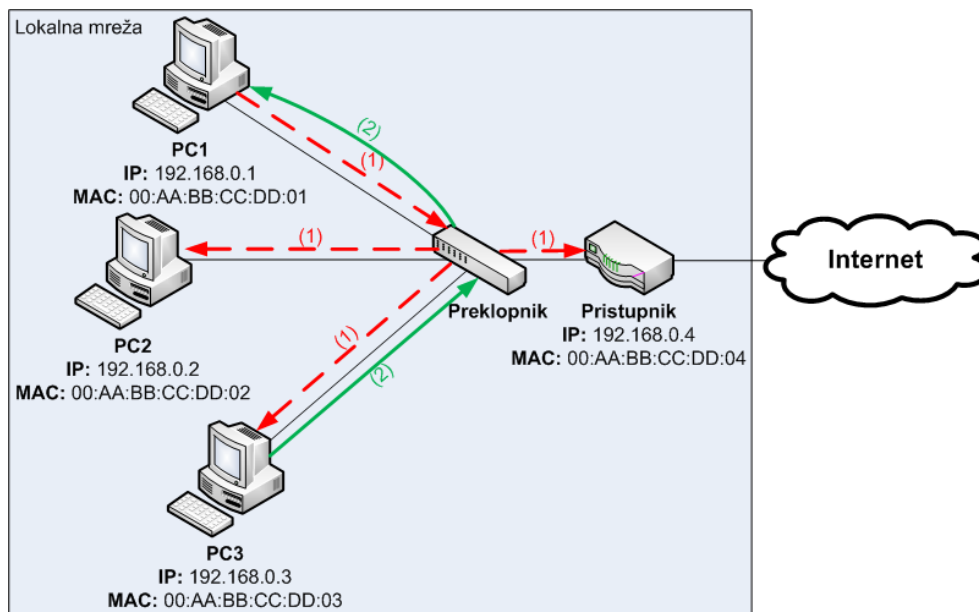 Lokalna mreža
PC1
IP: 192.168.0.1
MAC: 00:AA:BB:CC:DD:01
(2)
(1)
(1)
(1)
PC2
IP: 192.168.0.2
MAC: 00:AA:BB:CC:DD:02
Preklopnik
Pristupnik
IP: 192.168.0.4
MAC: 00:AA:BB:CC:DD:04
Internet
(1)
(2)
PC3
IP: 192.168.0.3
MAC: 00:AA:BB:CC:DD:03